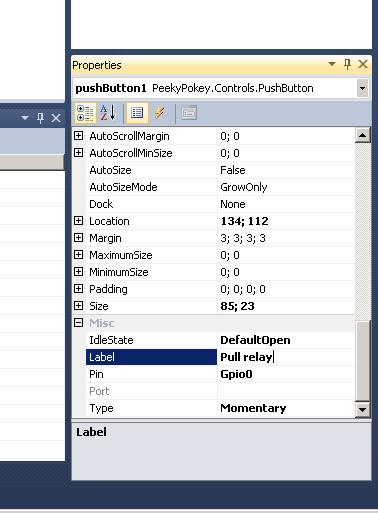 Properties
pushButton1 PeekyPokey.Controls.PushButton
AutoScrollMargin 0; 0
AutoScrollMinSize 0; 0
AutoSize False
AutoSizeMode GrowOnly
Dock None
Location 134; 112
Margin 3; 3; 3; 3
MaximumSize 0; 0
MinimumSize 0; 0
Padding 0; 0; 0; 0
Size 85; 23
Misc
IdleState DefaultOpen
Label Pull relay
Pin Gpio0
Port
Type Momentary
Label